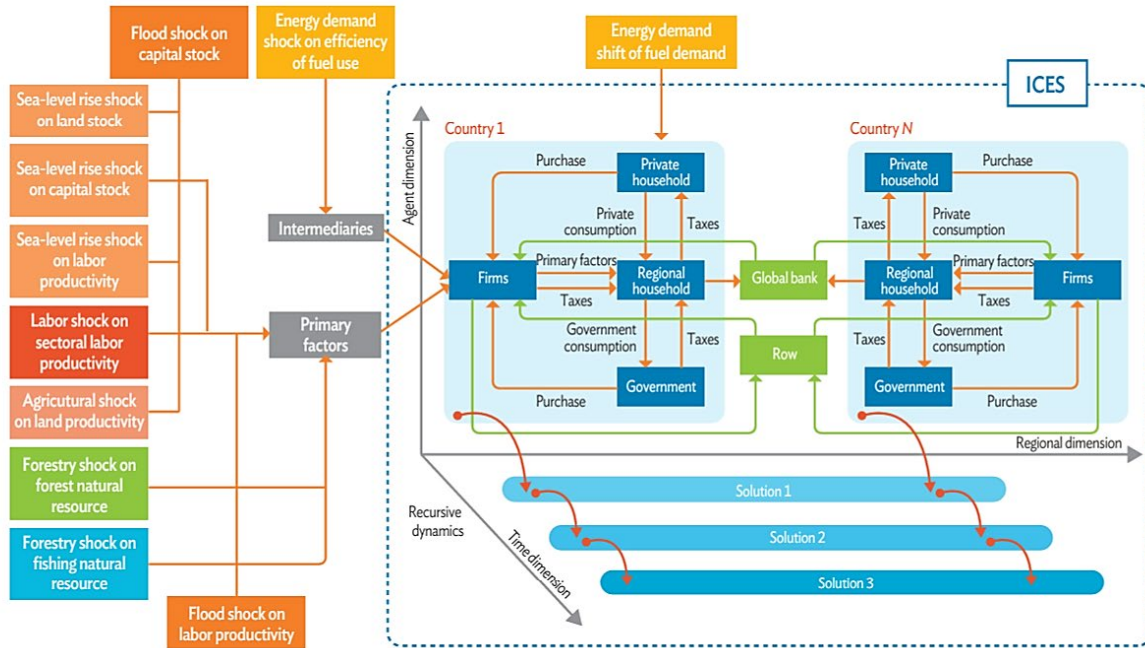 Flood shock on
capital stock
Energy demand
shock on efficiency
of fuel use
Energy demand
shift of fuel demand
ICES
Sea-level rise shock
on land stock
Sea-level rise shock
on capital stock
Sea-level rise shock
on labor
productivity
Labor shock on
sectoral labor
productivity
Agricutural shock
on land productivity
Forestry shock on
forest natural
resource
Forestry shock on
fishing natural
resource
Flood shock on
labor productivity
Intermediaries
Primary
factors
Agent dimension
Country 1
Purchase
Private
household
Private
consumption
Taxes
Firms
Primary factors
Taxes
Regional
household
Government
consumption
Taxes
Government
Purchase
Global bank
Row
Country N
Private
household
Purchase
Taxes
Private
consumption
Regional
household
Primary factors
Taxes
Firms
Taxes
Government
consumption
Government
Purchase
Regional dimension
Recursive
dynamics
Time dimension
Solution 1
Solution 2
Solution 3